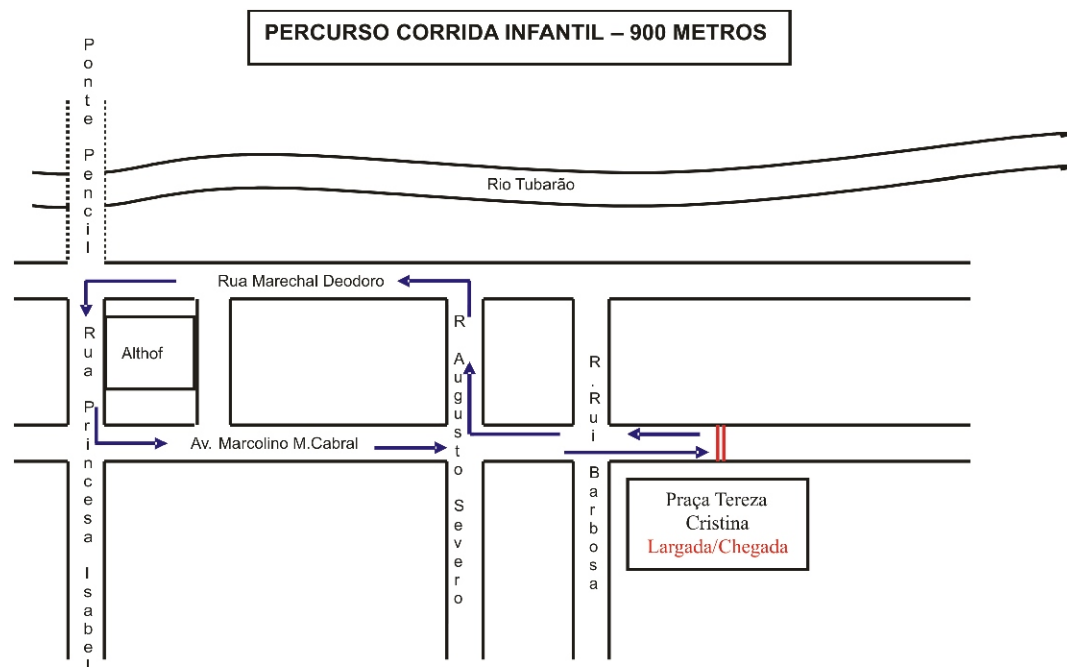 PERCURSO CORRIDA INFANTIL – 900 METROS
Ponte Pencil
Rio Tubarão
Rua Marechal Deodoro
Rua Princesa Isabel
Althof
R Augusto Severo
R.Rui Barbosa
Av. Marcolino M.Cabral
Praça Tereza
Cristina
Largada/Chegada